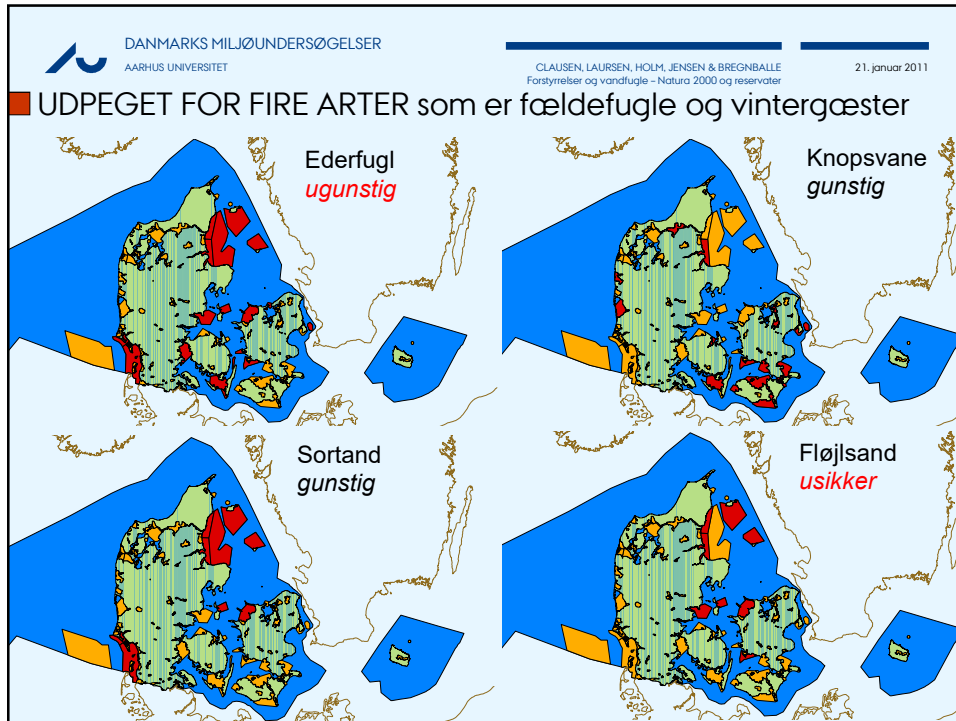 DANMARKS MILJØUNDERSØGELSER
AARHUS UNIVERSITET
CLAUSEN, LAURSEN, HOLM, JENSEN & BREGNBALLE
Forstyrrelser og vandfugle – Natura 2000 og reservater
21. januar 2011
UDPEGET FOR FIRE ARTER som er fældefugle og vintergæster
Ederfugl
ugunstig
Knopsvane
gunstig
Sortand
gunstig
Fløjlsand
usikker